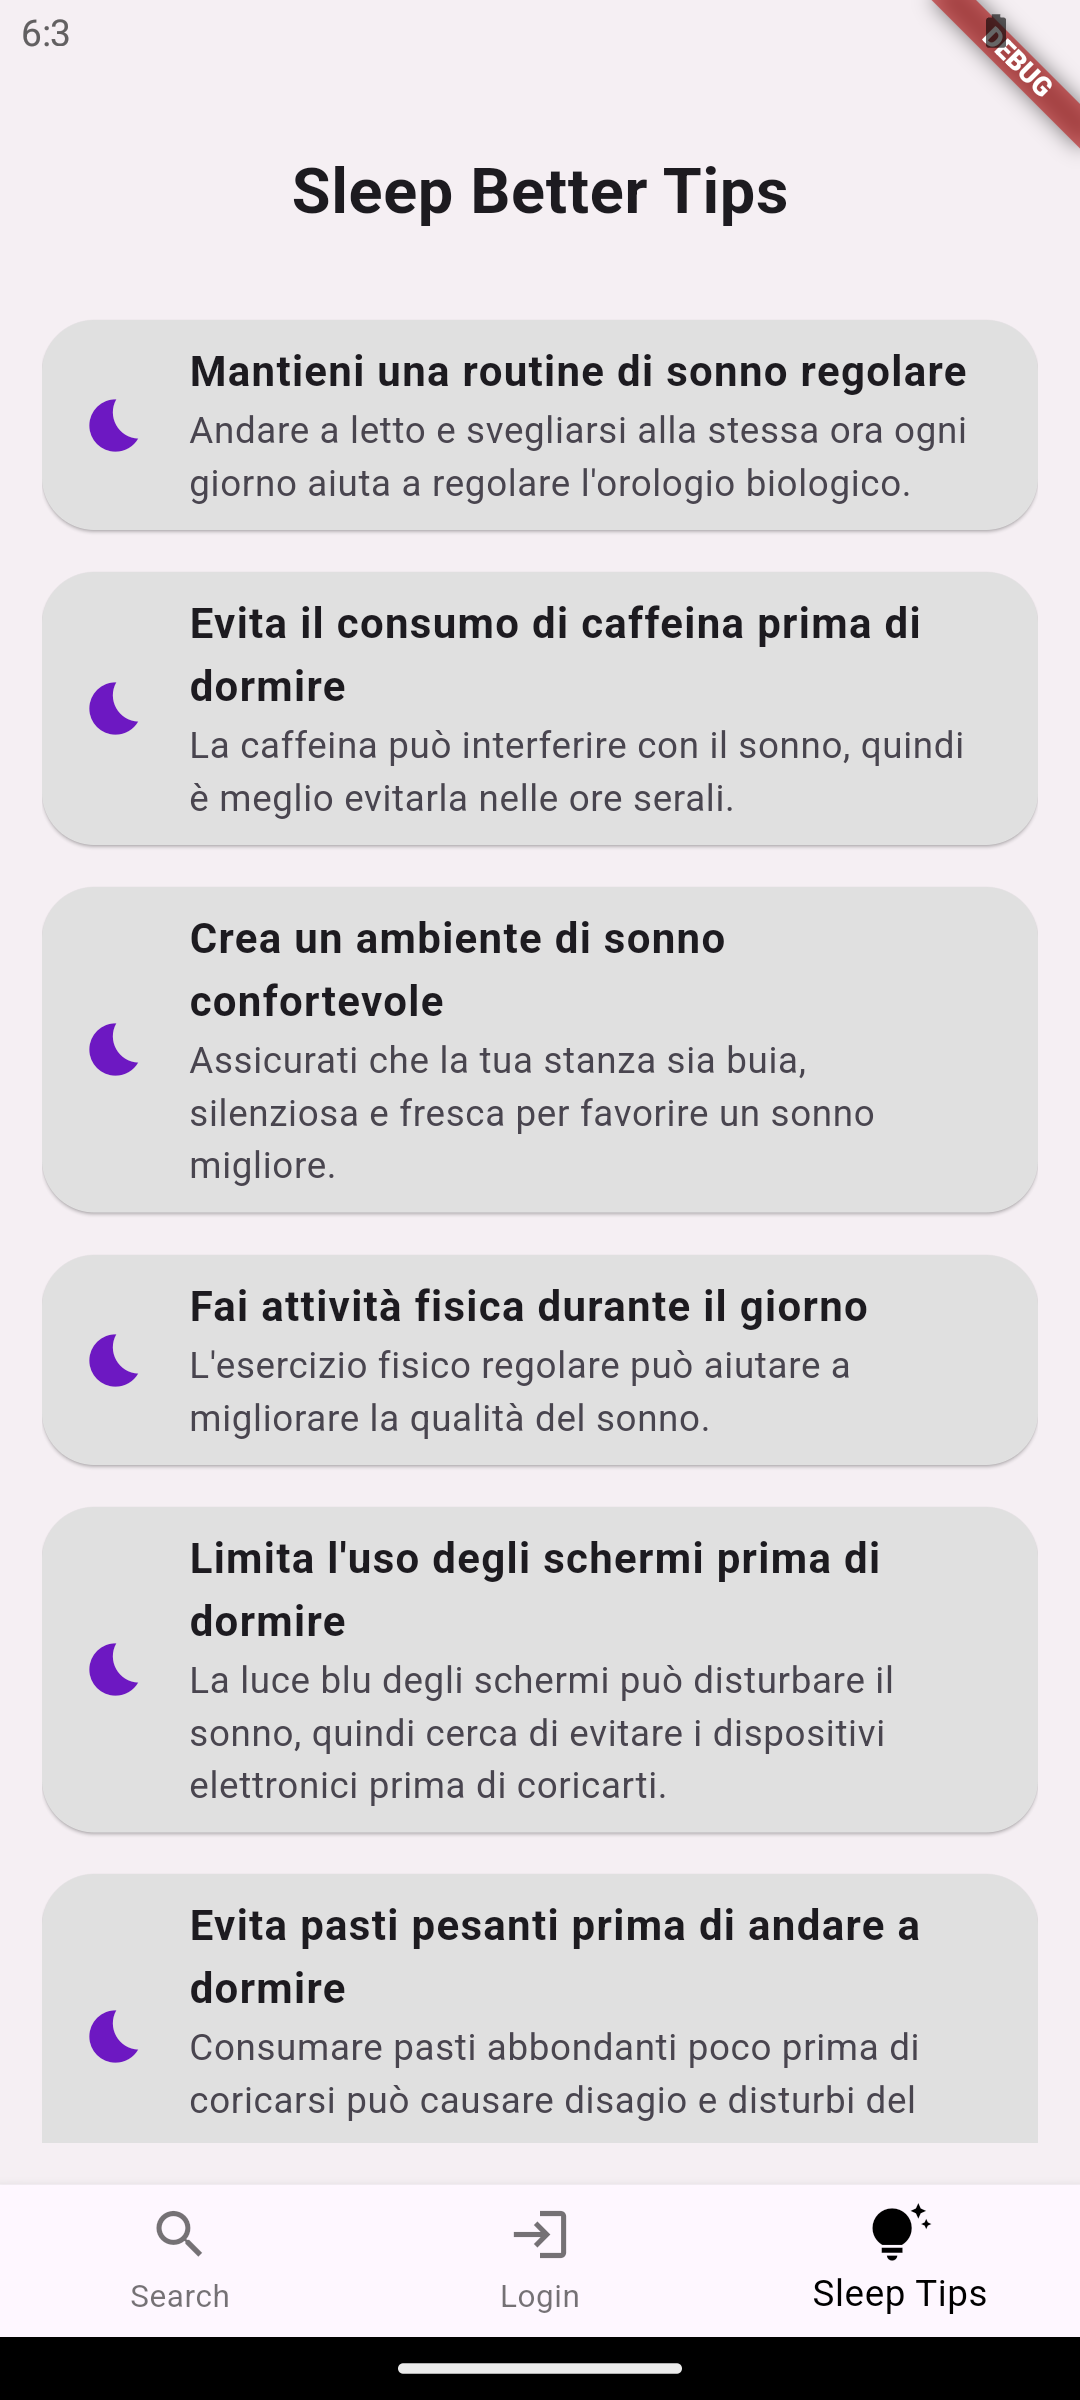 6:3
DEBUG
Sleep Better Tips
Mantieni una routine di sonno regolare
Andare a letto e svegliarsi alla stessa ora ogni
giorno aiuta a regolare l'orologio biologico.
Evita il consumo di caffeina prima di
dormire
La caffeina può interferire con il sonno, quindi
è meglio evitarla nelle ore serali.
Crea un ambiente di sonno
confortevole
Assicurati che la tua stanza sia buia,
silenziosa e fresca per favorire un sonno
migliore.
Fai attività fisica durante il giorno
L'esercizio fisico regolare può aiutare a
migliorare la qualità del sonno.
Limita l'uso degli schermi prima di
dormire
La luce blu degli schermi può disturbare il
sonno, quindi cerca di evitare i dispositivi
elettronici prima di coricarti.
Evita pasti pesanti prima di andare a
dormire
Consumare pasti abbondanti poco prima di
coricarsi può causare disagio e disturbi del
Search
Login
Sleep Tips